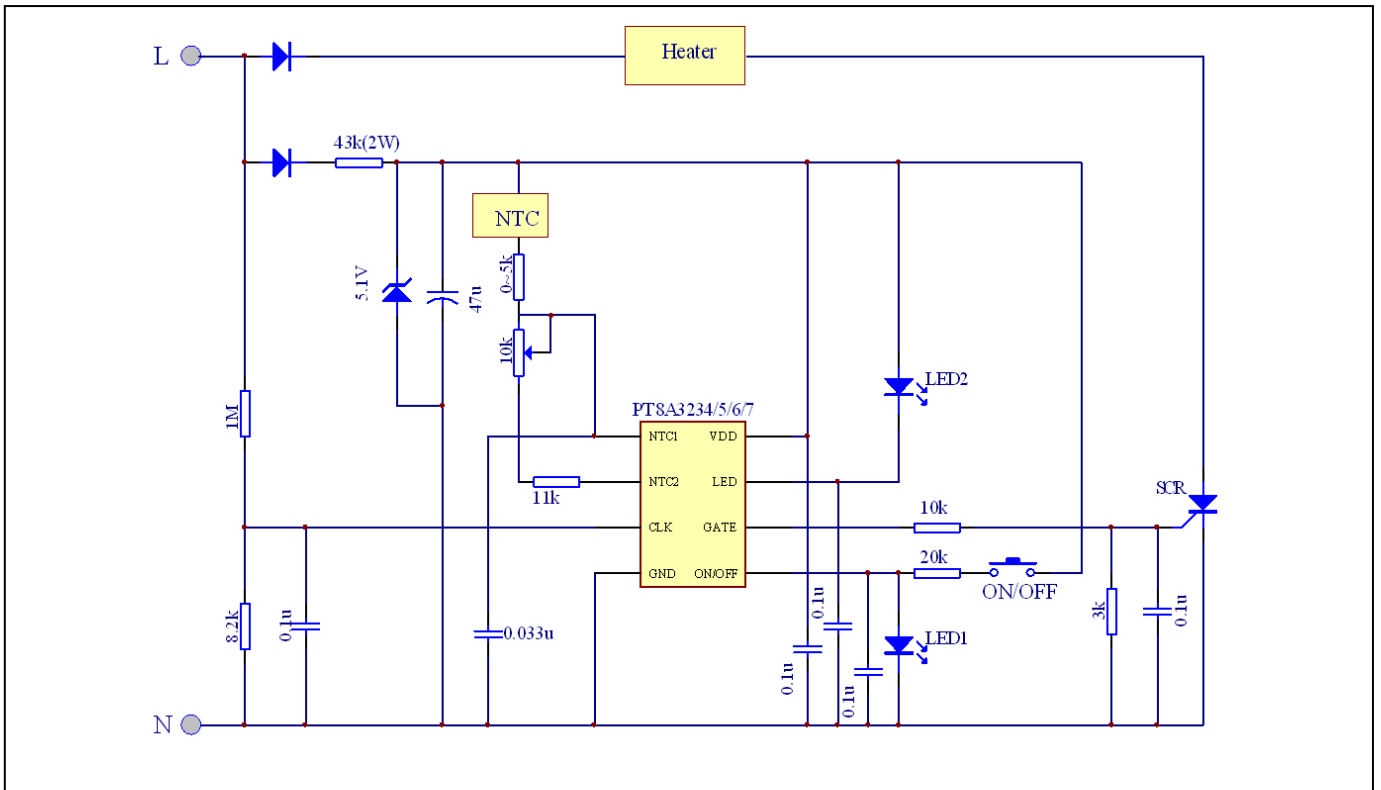 L
Heater
43k(2W)
NTC
0~5k
5.1V
47u
10k
LED2
1M
PT8A3234/5/6/7
NTC1
VDD
NTC2
LED
11k
CLK
GATE
10k
SCR
GND
ON/OFF
20k
ON/OFF
8.2k
0.1u
0.033u
0.1u
0.1u
0.1u
LED1
3k
0.1u
N